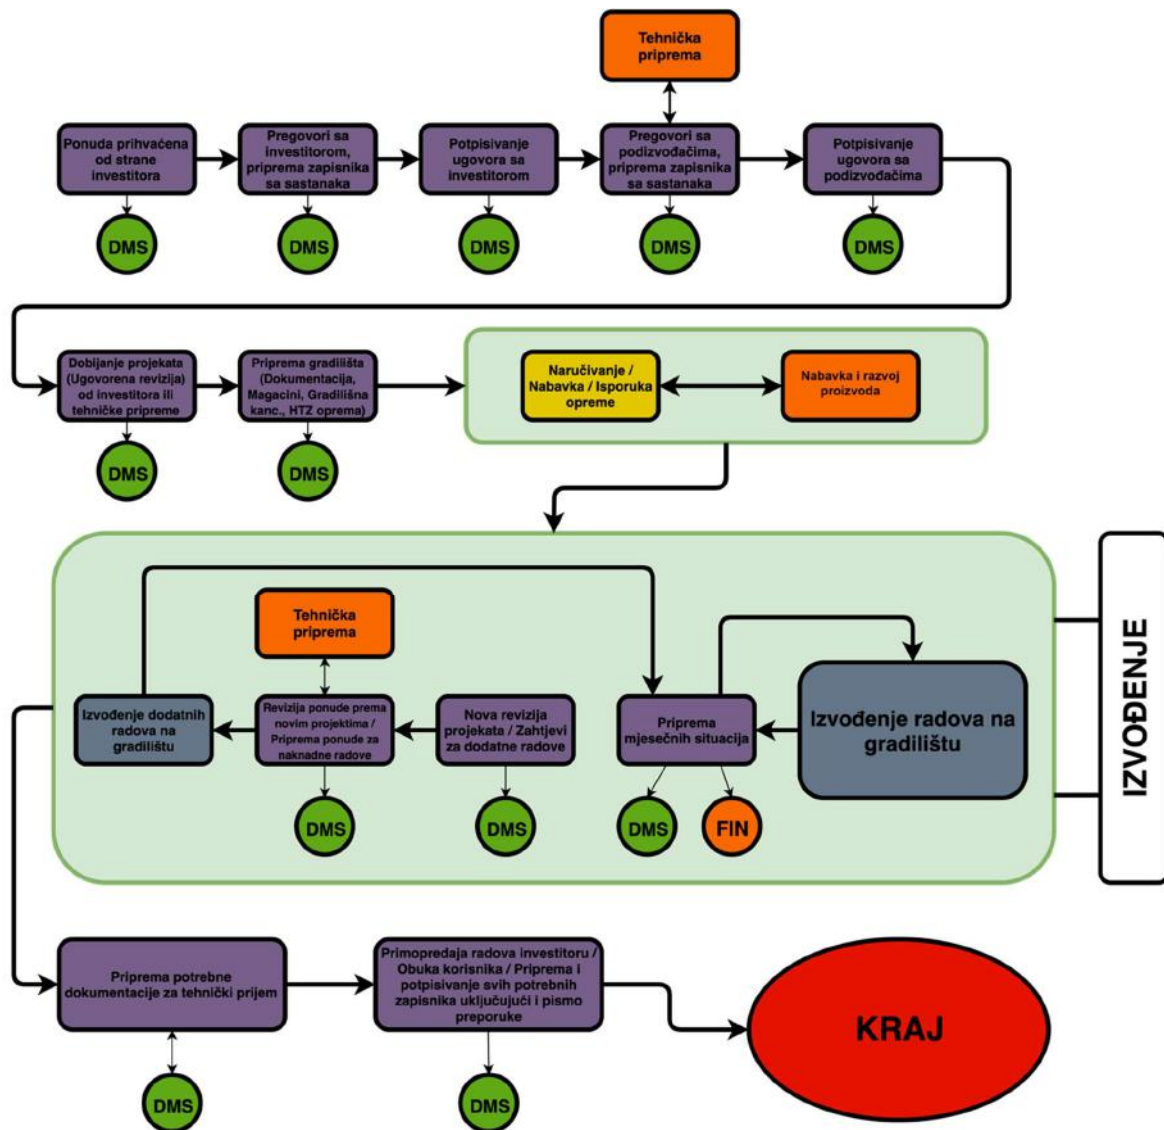 Tehnička
priprema
Ponuda prihvaćena
od strane
investitora
Pregovori sa
investitorom,
priprema zapisnika
sa sastanaka
Potpisivanje
ugovora sa
investitorom
Pregovori sa
podizvođačima,
priprema zapisnika
sa sastanaka
Potpisivanje
ugovora sa
podizvođačima
DMS
DMS
DMS
DMS
DMS
Dobijanje projekata
(Ugovorena revizija)
od investitora ili
tehničke pripreme
Priprema gradilišta
(Dokumentacija,
Magacini, Gradilišna
kanc., HTZ oprema)
Naručivanje /
Nabavka / Isporuka
opreme
Nabavka i razvoj
proizvoda
DMS
DMS
Tehnička
priprema
Izvođenje dodatnih
radova na
gradilištu
Revizija ponude prema
novim projektima /
Priprema ponude za
naknadne radove
Nova revizija
projekata / Zahtjevi
za dodatne radove
Priprema
mjesečnih situacija
Izvođenje radova na
gradilištu
IZVOĐENJE
DMS
DMS
DMS
FIN
Priprema potrebne
dokumentacije za tehnički prijem
Primopredaja radova investitoru /
Obuka korisnika / Priprema i
potpisivanje svih potrebnih
zapisnika uključujući i pismo
preporuke
KRAJ
DMS
DMS